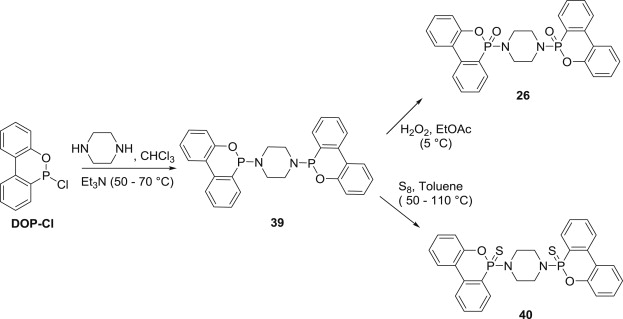 O
P
O
N
N
P
O
O
26
HN
NH
, CHCl3
Et3N (50 - 70 °C)
O
P
Cl
DOP-Cl
O
P
N
N
P
O
39
H2O2, EtOAc
(5 °C)
S8, Toluene
( 50 - 110 °C)
O
P
S
N
N
P
S
O
40